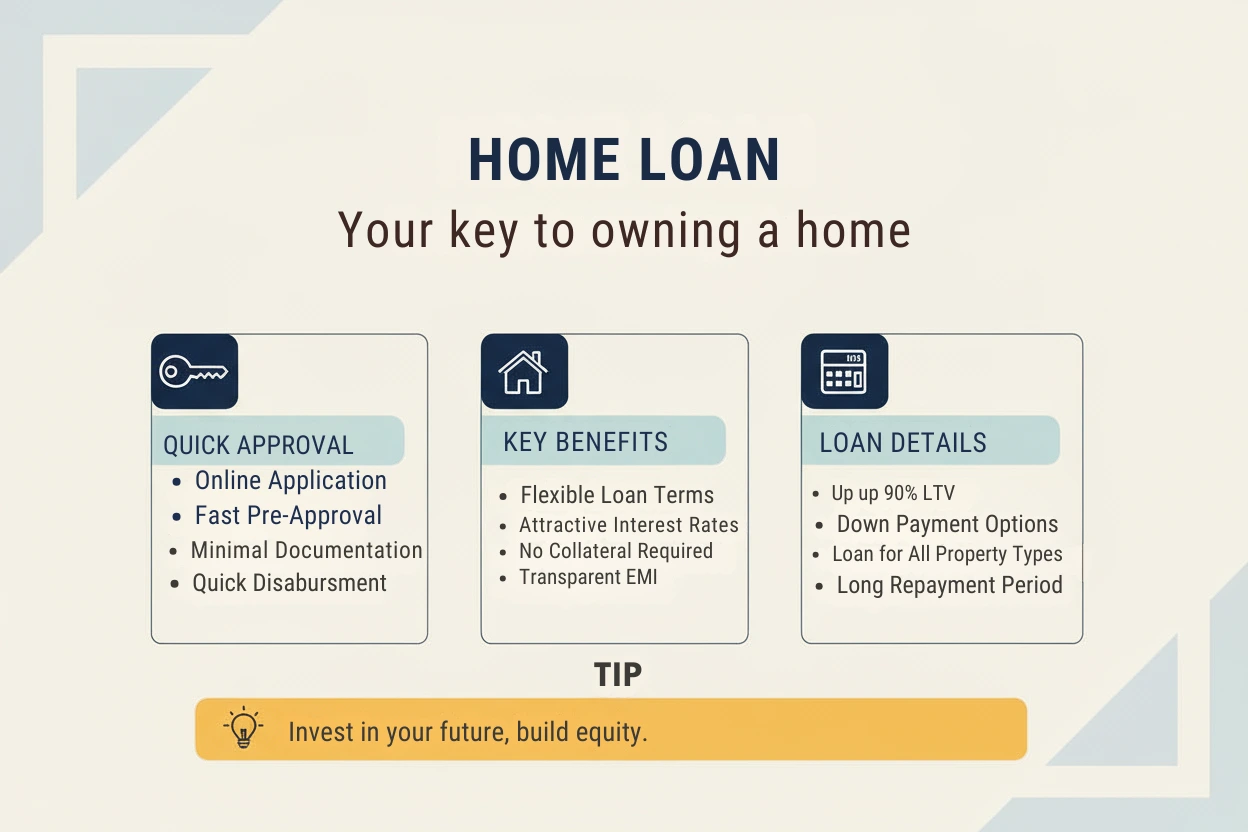 HOME LOAN
Your key to owning a home
QUICK APPROVAL
• Online Application
• Fast Pre-Approval
• Minimal Documentation
• Quick Disabursment
KEY BENEFITS
• Flexible Loan Terms
• Attractive Interest Rates
• No Collateral Required
• Transparent EMI
LOAN DETAILS
• Up up 90% LTV
• Down Payment Options
• Loan for All Property Types
• Long Repayment Period
TIP
Invest in your future, build equity.